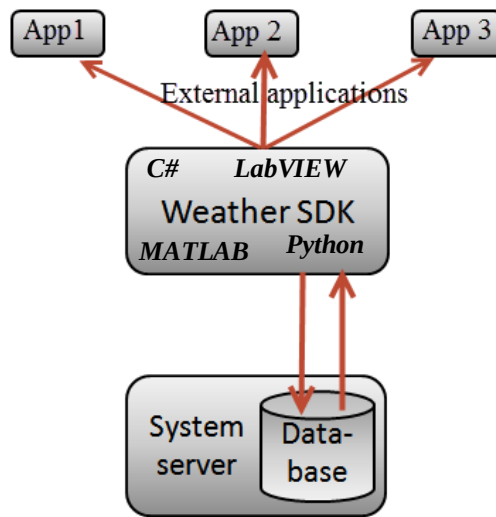 App1 App 2 App 3
External applications
C# LabVIEW
Weather SDK
MATLAB Python
System
server
Data-
base